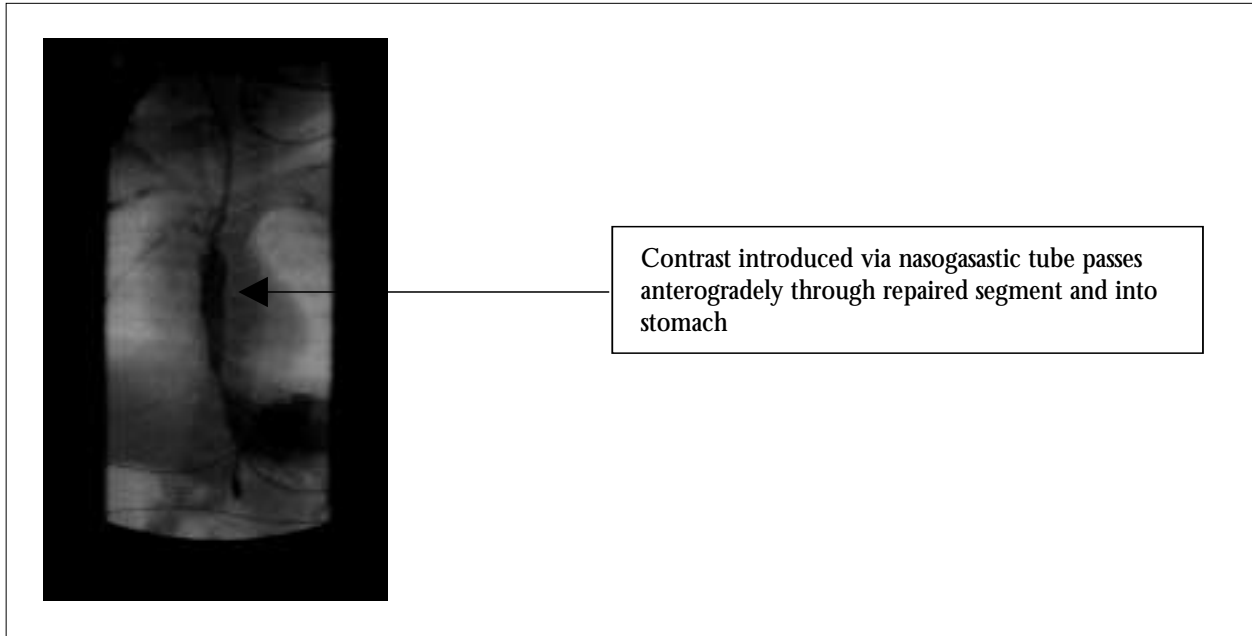 Contrast introduced via nasogasastic tube passes
anterogradely through repaired segment and into
stomach